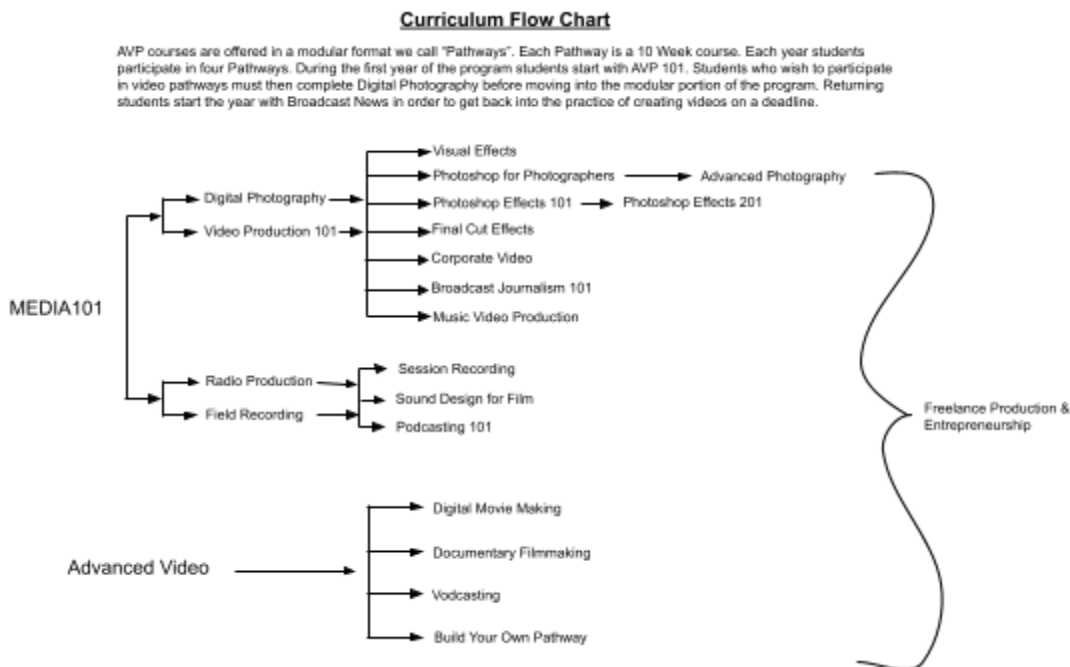 Curriculum Flow Chart
AVP courses are offered in a modular format we call "Pathways". Each Pathway is a 10 Week course. Each year students
participate in four Pathways. During the first year of the program students start with AVP 101. Students who wish to participate
in video pathways must then complete Digital Photography before moving into the modular portion of the program. Returning
students start the year with Broadcast News in order to get back into the practice of creating videos on a deadline.
MEDIA101
Digital Photography
Video Production 101
Visual Effects
Photoshop for Photographers
Advanced Photography
Photoshop Effects 101
Photoshop Effects 201
Final Cut Effects
Corporate Video
Broadcast Journalism 101
Music Video Production
Radio Production
Field Recording
Session Recording
Sound Design for Film
Podcasting 101
Advanced Video
Digital Movie Making
Documentary Filmmaking
Vodcasting
Build Your Own Pathway
Freelance Production &
Entrepreneurship